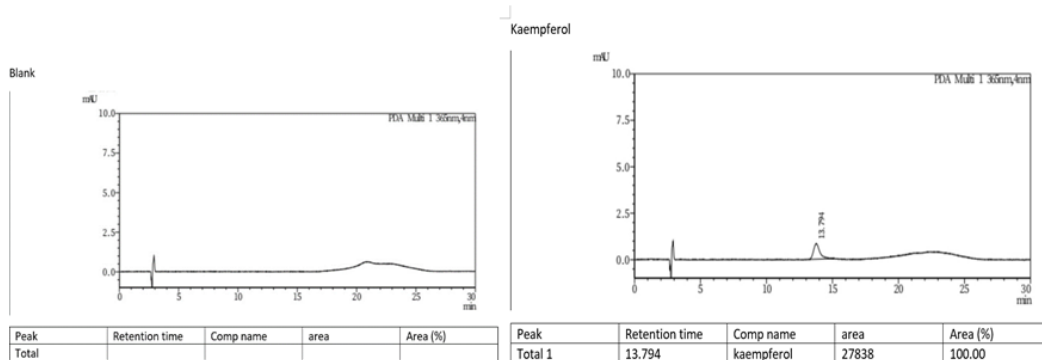 Blank
mAU
PDA Multi 1 365nm,4nm
10.0
7.5
5.0
2.5
0.0
0 5 10 15 20 25 30
min
Peak Retention time Comp name area Area (%)
Total
Kaempferol
mAU
PDA Multi 1 365nm,4nm
10.0
7.5
5.0
2.5
0.0
13.794
0 5 10 15 20 25 30
min
Peak Retention time Comp name area Area (%)
Total 1 13.794 kaempferol 27838 100.00